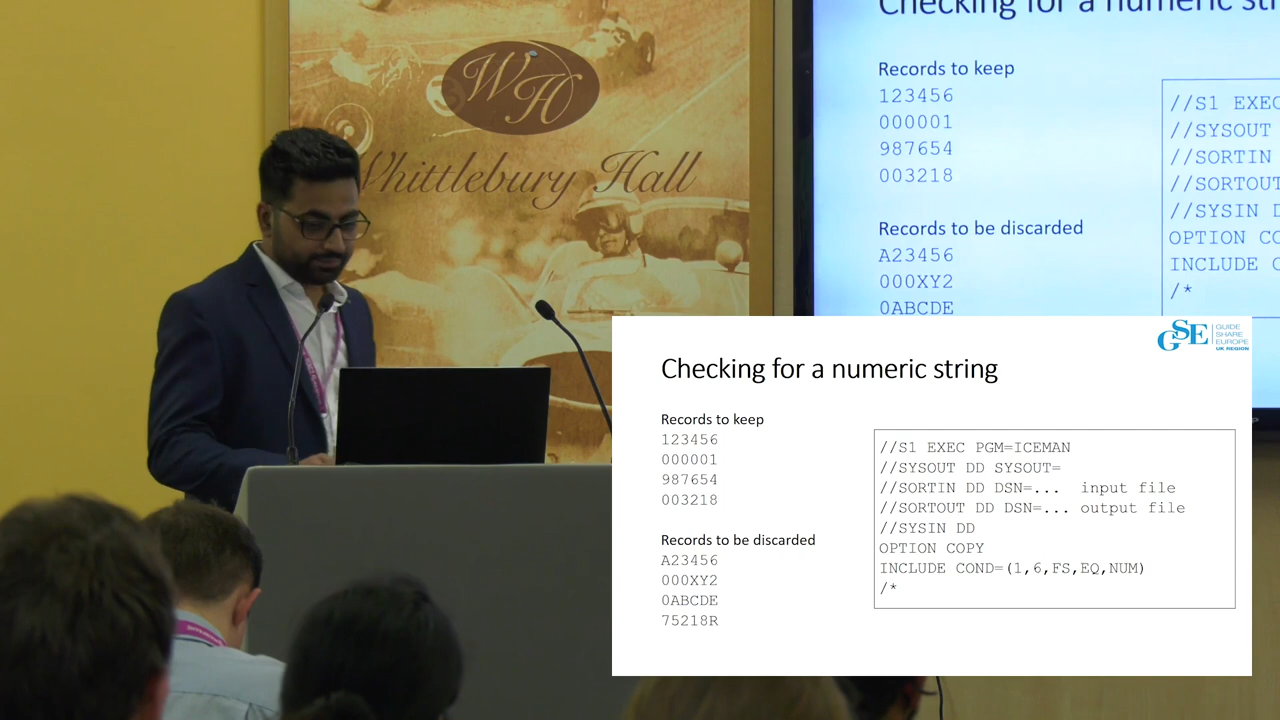 WH
Whittlebury Hall
Checking for a numeric
Records to keep
123456
000001
987654
003218
Records to be discarded
A23456
000XY2
0ABCDE
//S1 EXEC
//SYSOUT
//SORTIN
//SORTOUT
//SYSIN
OPTION
INCLUDE
/*
GSE
GUIDE
SHARE
EUROPE
UK REGION
Checking for a numeric string
Records to keep
123456
000001
987654
003218
Records to be discarded
A23456
000XY2
0ABCDE
75218R
//S1 EXEC PGM=ICEMAN
//SYSOUT DD SYSOUT=
//SORTIN DD DSN=... input file
//SORTOUT DD DSN=... output file
//SYSIN DD
OPTION COPY
INCLUDE COND=(1,6,FS,EQ,NUM)
/*